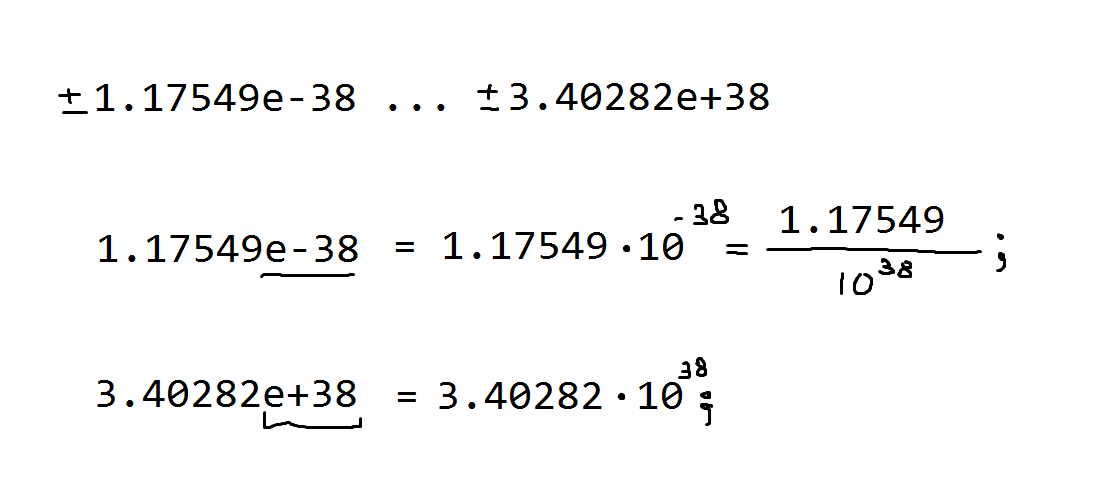 ±1.17549e-38 ... ±3.40282e+38
1.17549e-38 = 1.17549·10^-38 = 1.17549/10^38 ;
3.40282e+38 = 3.40282·10^38 ;